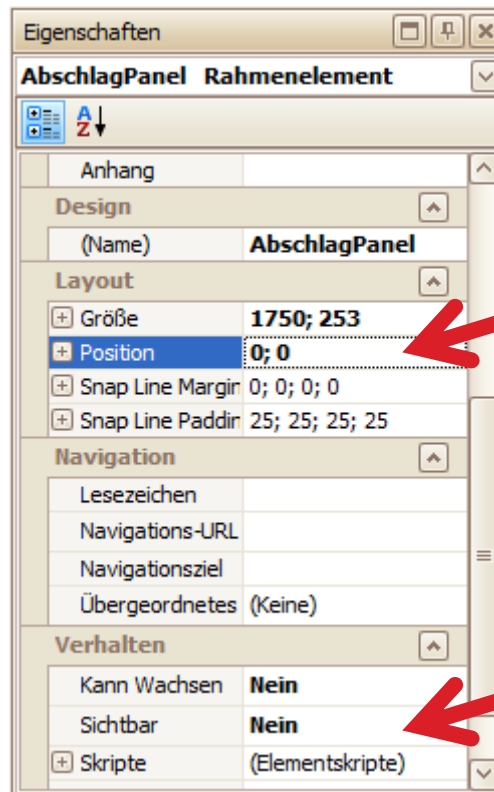 Eigenschaften
AbschlagPanel Rahmenelement
A Z
Anhang
Design
(Name) AbschlagPanel
Layout
Größe 1750; 253
Position 0; 0
Snap Line Margin 0; 0; 0; 0
Snap Line Paddin 25; 25; 25; 25
Navigation
Lesezeichen
Navigations-URL
Navigationsziel
Übergeordnetes (Keine)
Verhalten
Kann Wachsen Nein
Sichtbar Nein
Skripte (Elementskripte)